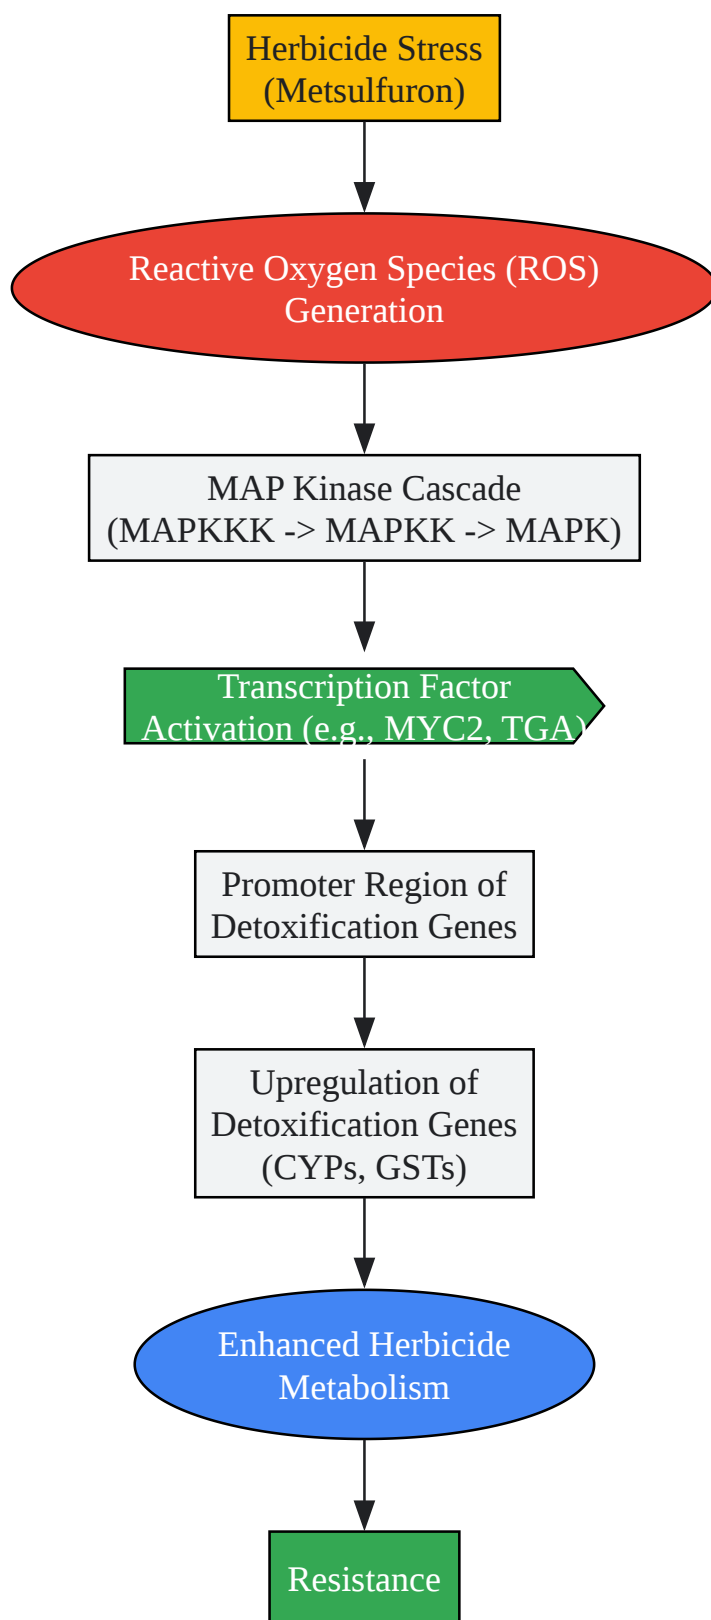 Herbicide Stress
(Metsulfuron)
Reactive Oxygen Species (ROS)
Generation
MAP Kinase Cascade
(MAPKKK -> MAPKK -> MAPK)
Transcription Factor
Activation (e.g., MYC2, TGA)
Promoter Region of
Detoxification Genes
Upregulation of
Detoxification Genes
(CYPs, GSTs)
Enhanced Herbicide
Metabolism
Resistance